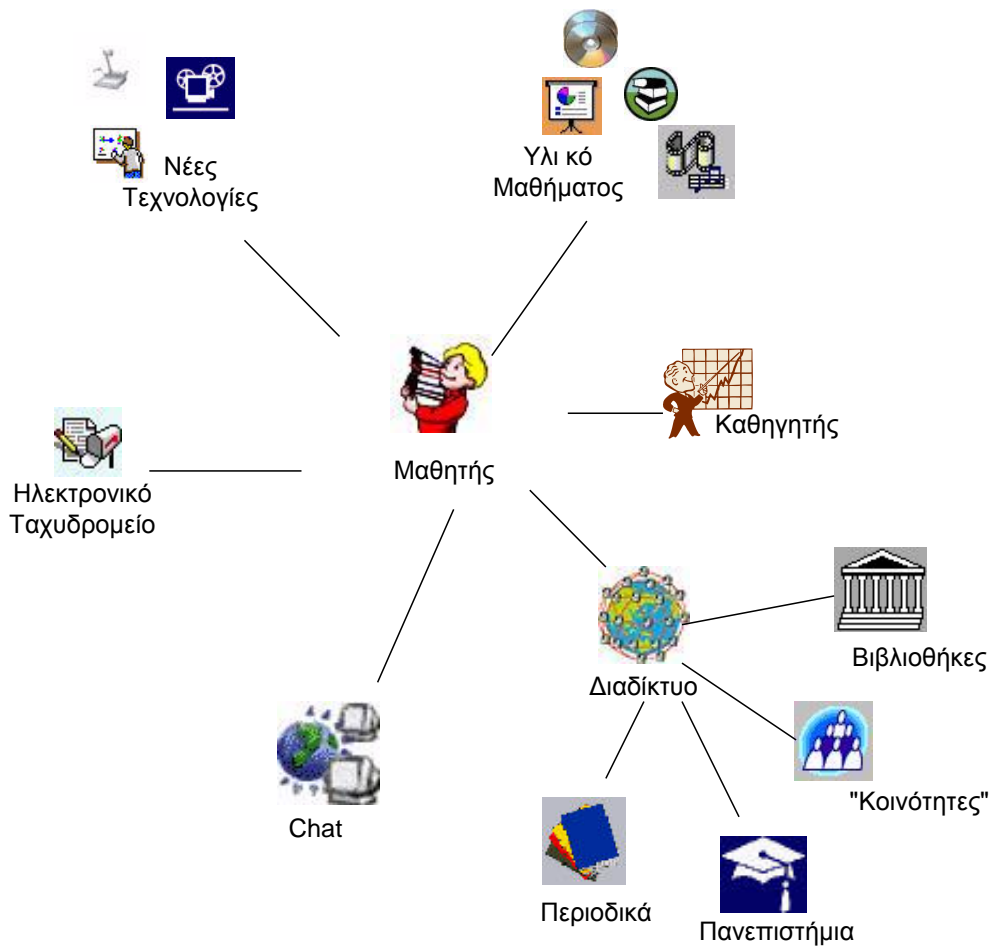 Νέες
Τεχνολογίες
Υλι κό
Μαθήματος
Καθηγητής
Μαθητής
Ηλεκτρονικό
Ταχυδρομείο
Βιβλιοθήκες
Διαδίκτυο
"Κοινότητες"
Chat
Περιοδικά
Πανεπιστήμια